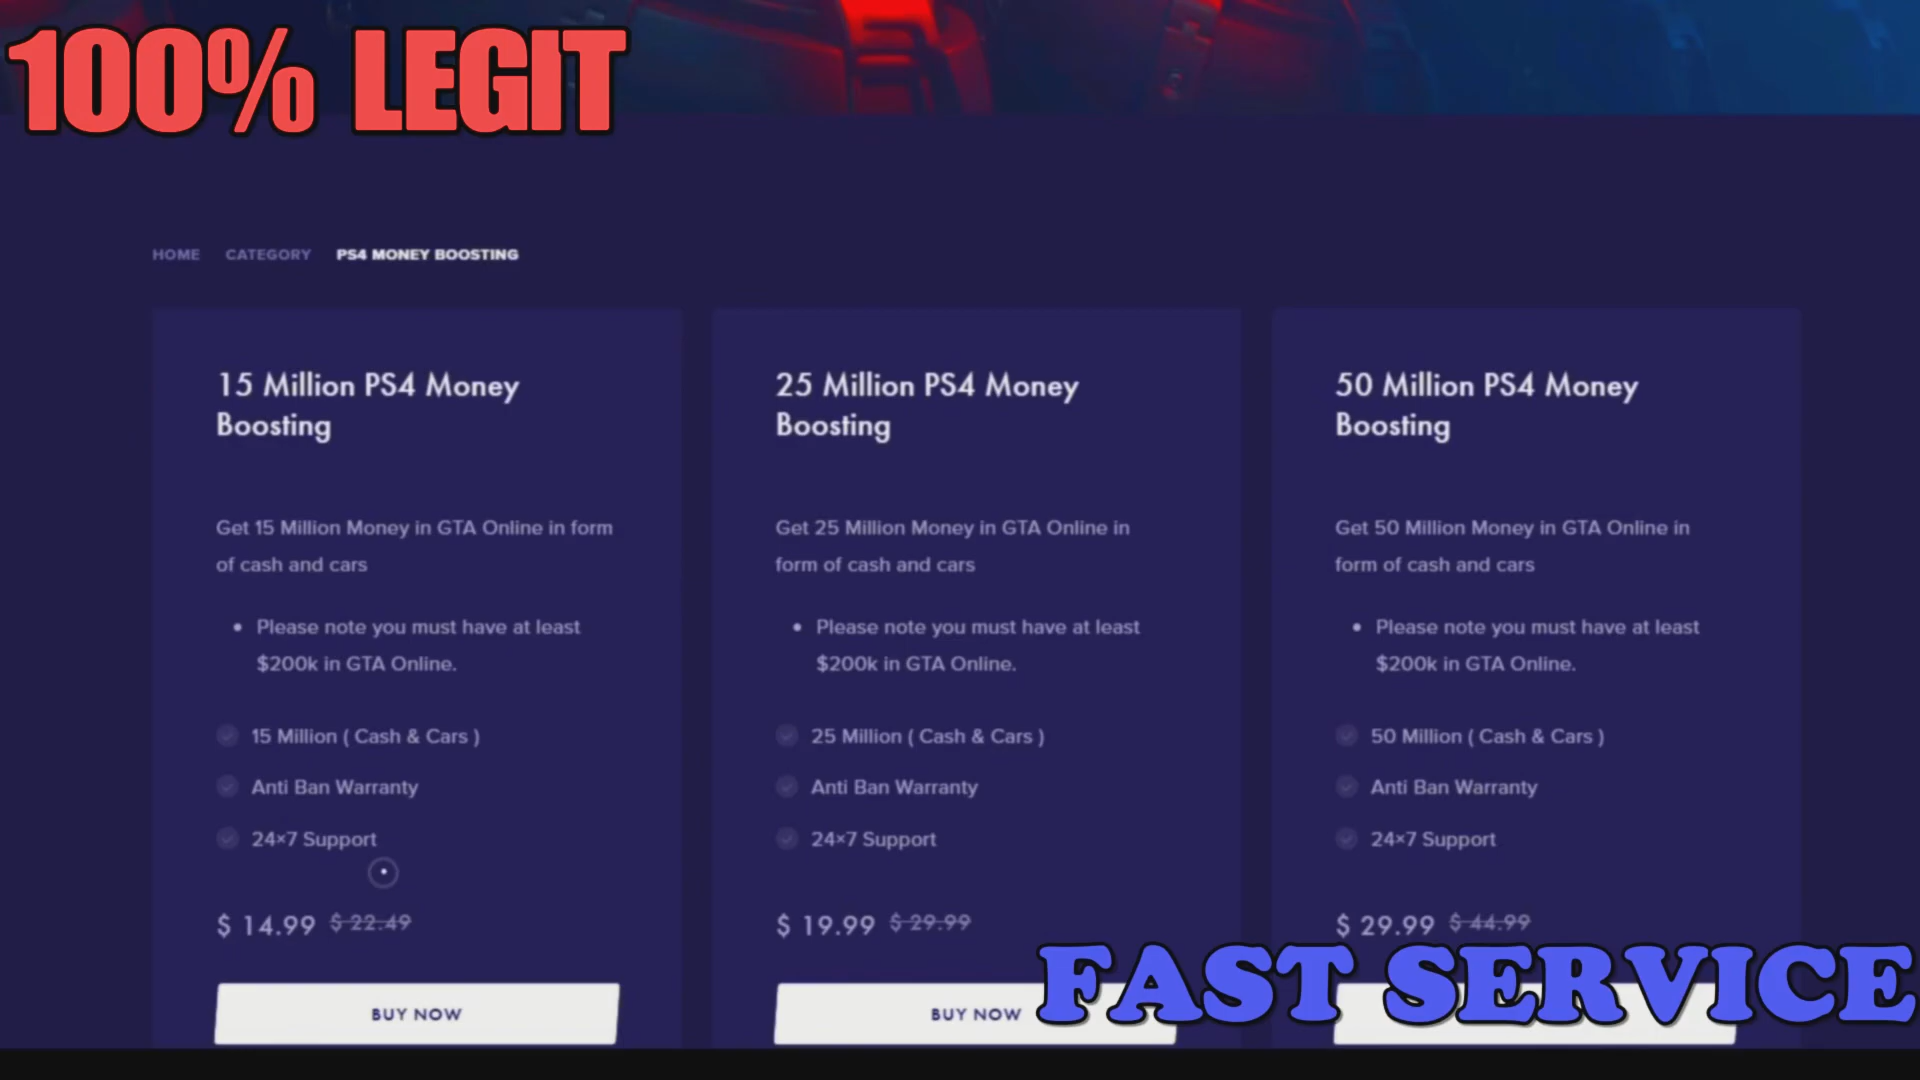 100% LEGIT
HOME CATEGORY PS4 MONEY BOOSTING
15 Million PS4 Money
Boosting
Get 15 Million Money in GTA Online in form
of cash and cars
Please note you must have at least
$200k in GTA Online.
15 Million ( Cash & Cars )
Anti Ban Warranty
24×7 Support
$ 14.99 $ 22.49
BUY NOW
25 Million PS4 Money
Boosting
Get 25 Million Money in GTA Online in
form of cash and cars
Please note you must have at least
$200k in GTA Online.
25 Million ( Cash & Cars )
Anti Ban Warranty
24×7 Support
$ 19.99 $ 29.99
BUY NOW
50 Million PS4 Money
Boosting
Get 50 Million Money in GTA Online in
form of cash and cars
Please note you must have at least
$200k in GTA Online.
50 Million ( Cash & Cars )
Anti Ban Warranty
24×7 Support
$ 29.99 $ 44.99
FAST SERVICE